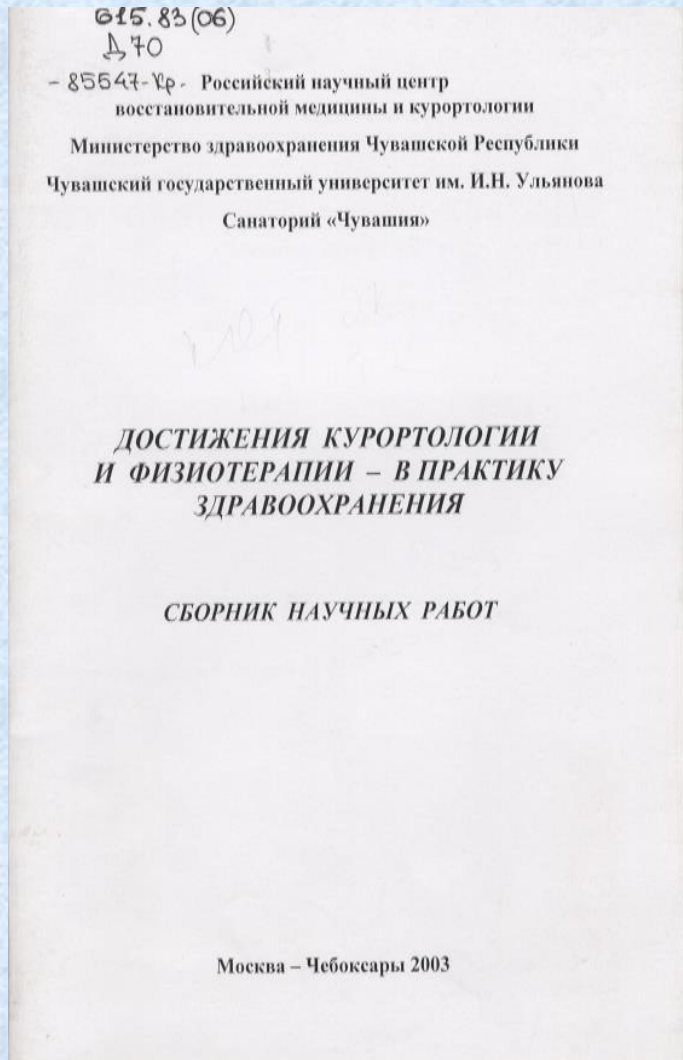 615.83(06)
Д70
- 85547-Кр - Российский научный центр
восстановительной медицины и курортологии
Министерство здравоохранения Чувашской Республики
Чувашский государственный университет им. И.Н. Ульянова
Санаторий «Чувашия»
ДОСТИЖЕНИЯ КУРОРТОЛОГИИ
И ФИЗИОТЕРАПИИ – В ПРАКТИКУ
ЗДРАВООХРАНЕНИЯ
СБОРНИК НАУЧНЫХ РАБОТ
Москва – Чебоксары 2003